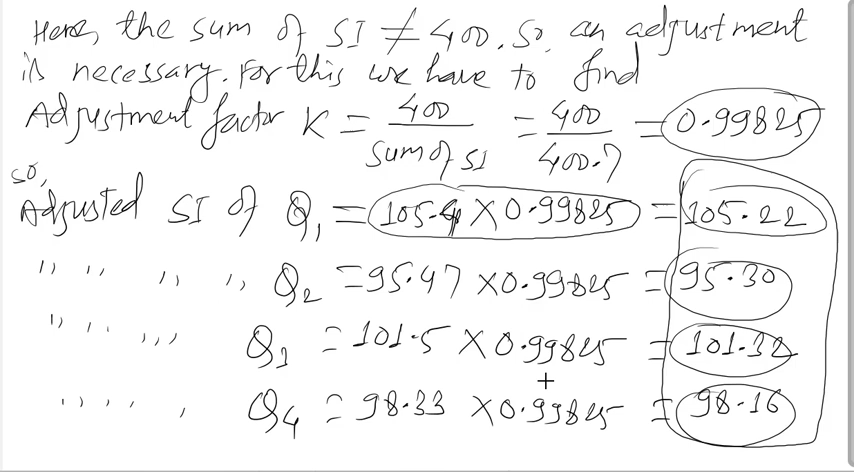 Here, the sum of SI ≠ 400. So, an adjustment
is necessary. For this we have to find
Adjustment factor K = 400 / Sum of SI = 400 / 400.7 = 0.99825
so,
Adjusted SI of Q1 = 105.4 × 0.99825 = 105.22
" " " " Q2 = 95.47 × 0.99825 = 95.30
" " " Q3 = 101.5 × 0.99825 = 101.32
" " " Q4 = 98.33 × 0.99825 = 98.16